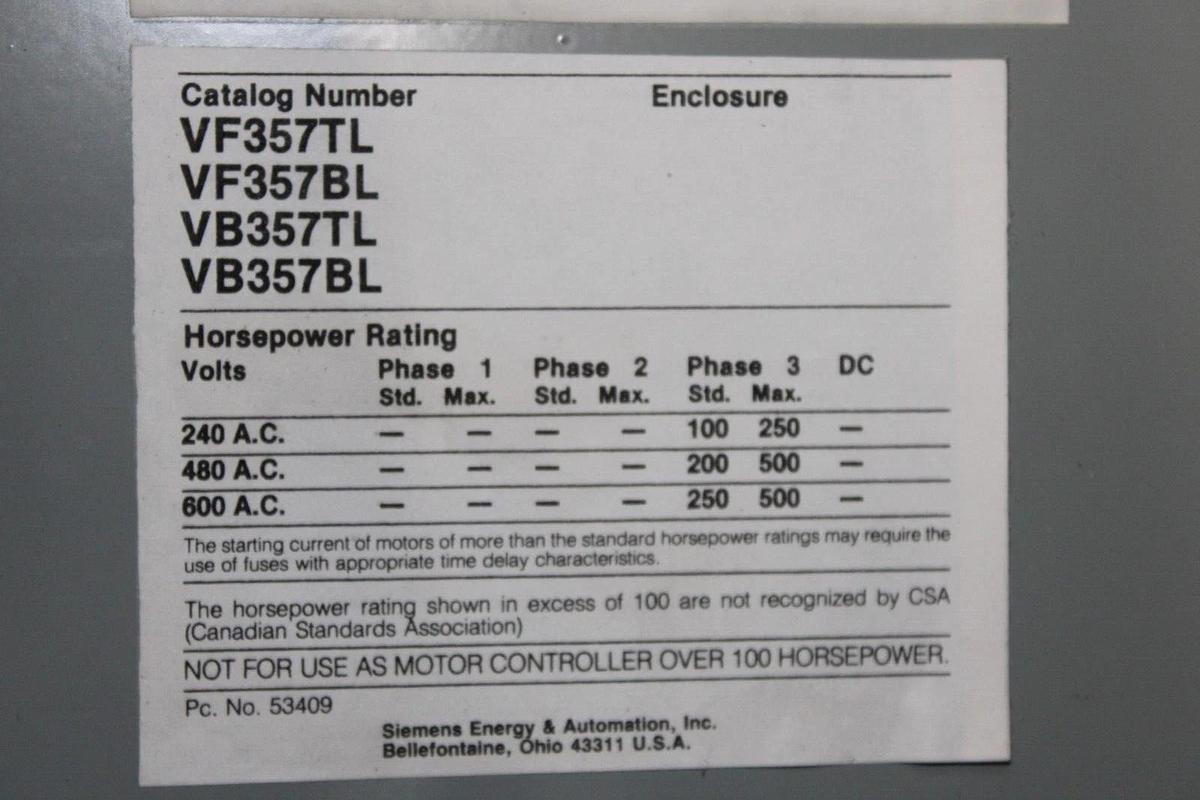 Catalog Number Enclosure
VF357TL
VF357BL
VB357TL
VB357BL
Horsepower Rating
Volts Phase 1 Phase 2 Phase 3 DC
Std. Max. Std. Max. Std. Max.
240 A.C. — — — — 100 250 —
480 A.C. — — — — 200 500 —
600 A.C. — — — — 250 500 —
The starting current of motors of more than the standard horsepower ratings may require the
use of fuses with appropriate time delay characteristics.
The horsepower rating shown in excess of 100 are not recognized by CSA
(Canadian Standards Association)
NOT FOR USE AS MOTOR CONTROLLER OVER 100 HORSEPOWER.
Pc. No. 53409
Siemens Energy & Automation, Inc.
Bellefontaine, Ohio 43311 U.S.A.